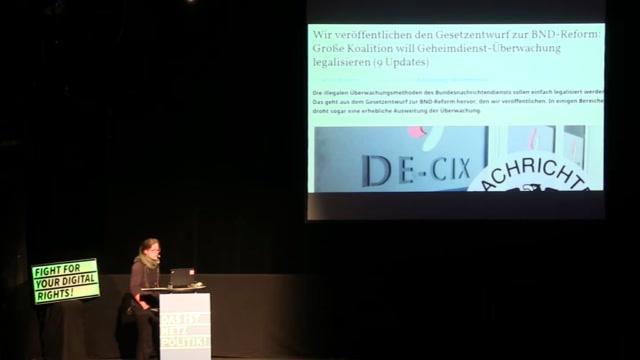 Wir veröffentlichen den Gesetzentwurf zur BND-Reform:
Große Koalition will Geheimdienst-Überwachung
legalisieren (9 Updates)
Die illegalen Überwachungsmethoden des Bundesnachrichtendiensts sollen einfach legalisiert werden
Das geht aus dem Gesetzentwurf zur BND-Reform hervor, den wir veröffentlichen. In einigen Bereiche
droht sogar eine erhebliche Ausweitung der Überwachung.
DE-CIX
ACHRICHTE
FIGHT FOR
YOUR DIGITAL
RIGHTS!
DAS IST
NETZ
POLITIK!